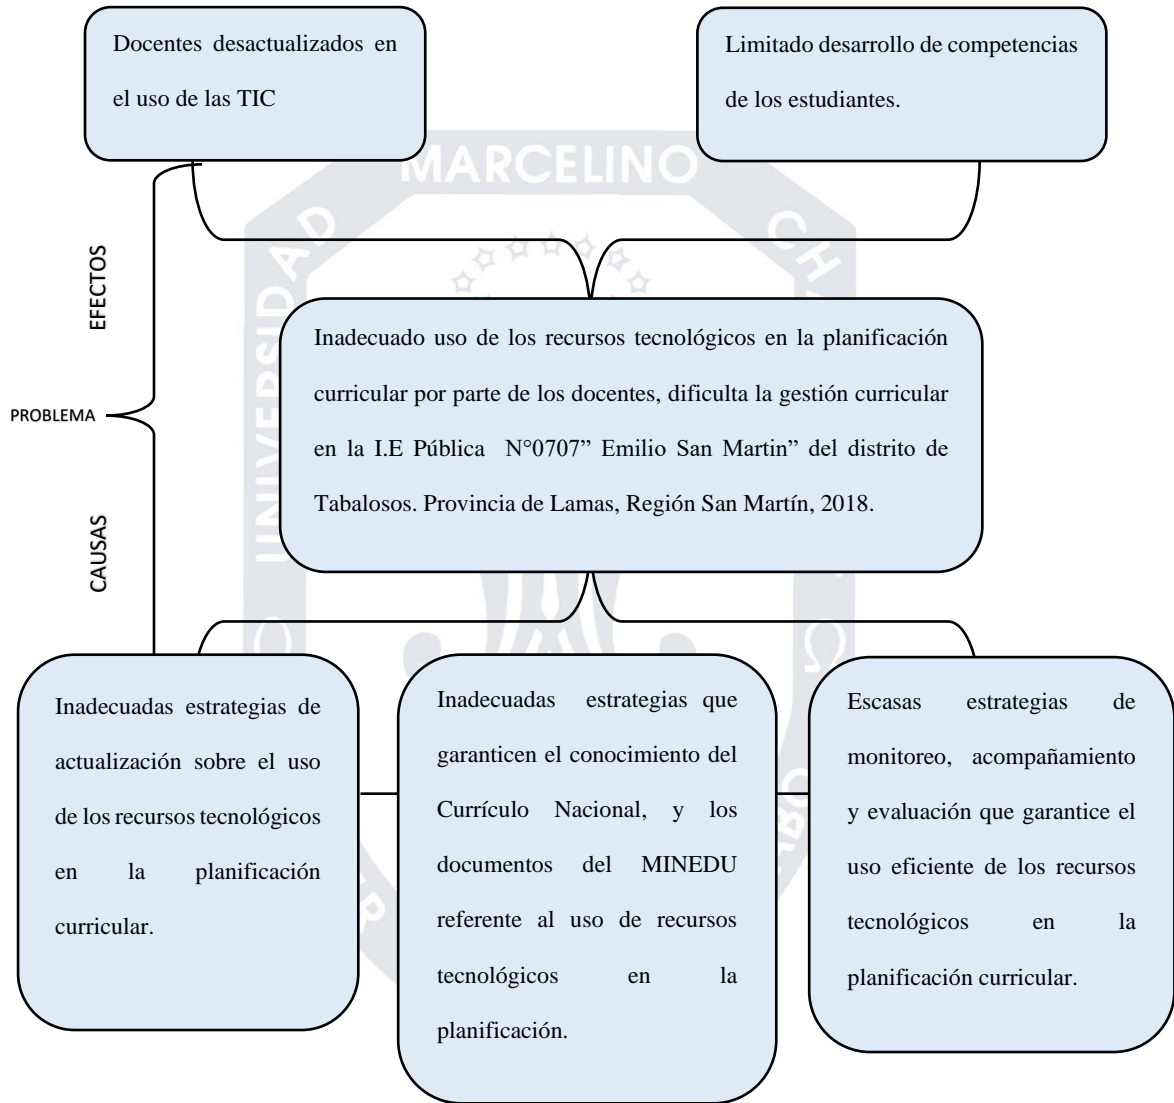 Docentes desactualizados en
el uso de las TIC
Limitado desarrollo de competencias
de los estudiantes.
MARCELINO
UNIVERSIDAD
CH
EFECTOS
Inadecuado uso de los recursos tecnológicos en la planificación
curricular por parte de los docentes, dificulta la gestión curricular
en la I.E Pública N°0707” Emilio San Martin” del distrito de
Tabalosos. Provincia de Lamas, Región San Martín, 2018.
PROBLEMA
CAUSAS
Inadecuadas estrategias de
actualización sobre el uso
de los recursos tecnológicos
en la planificación
curricular.
Inadecuadas estrategias que
garanticen el conocimiento del
Currículo Nacional, y los
documentos del MINEDU
referente al uso de recursos
tecnológicos en la
planificación.
Escasas estrategias de
monitoreo, acompañamiento
y evaluación que garantice el
uso eficiente de los recursos
tecnológicos en la
planificación curricular.